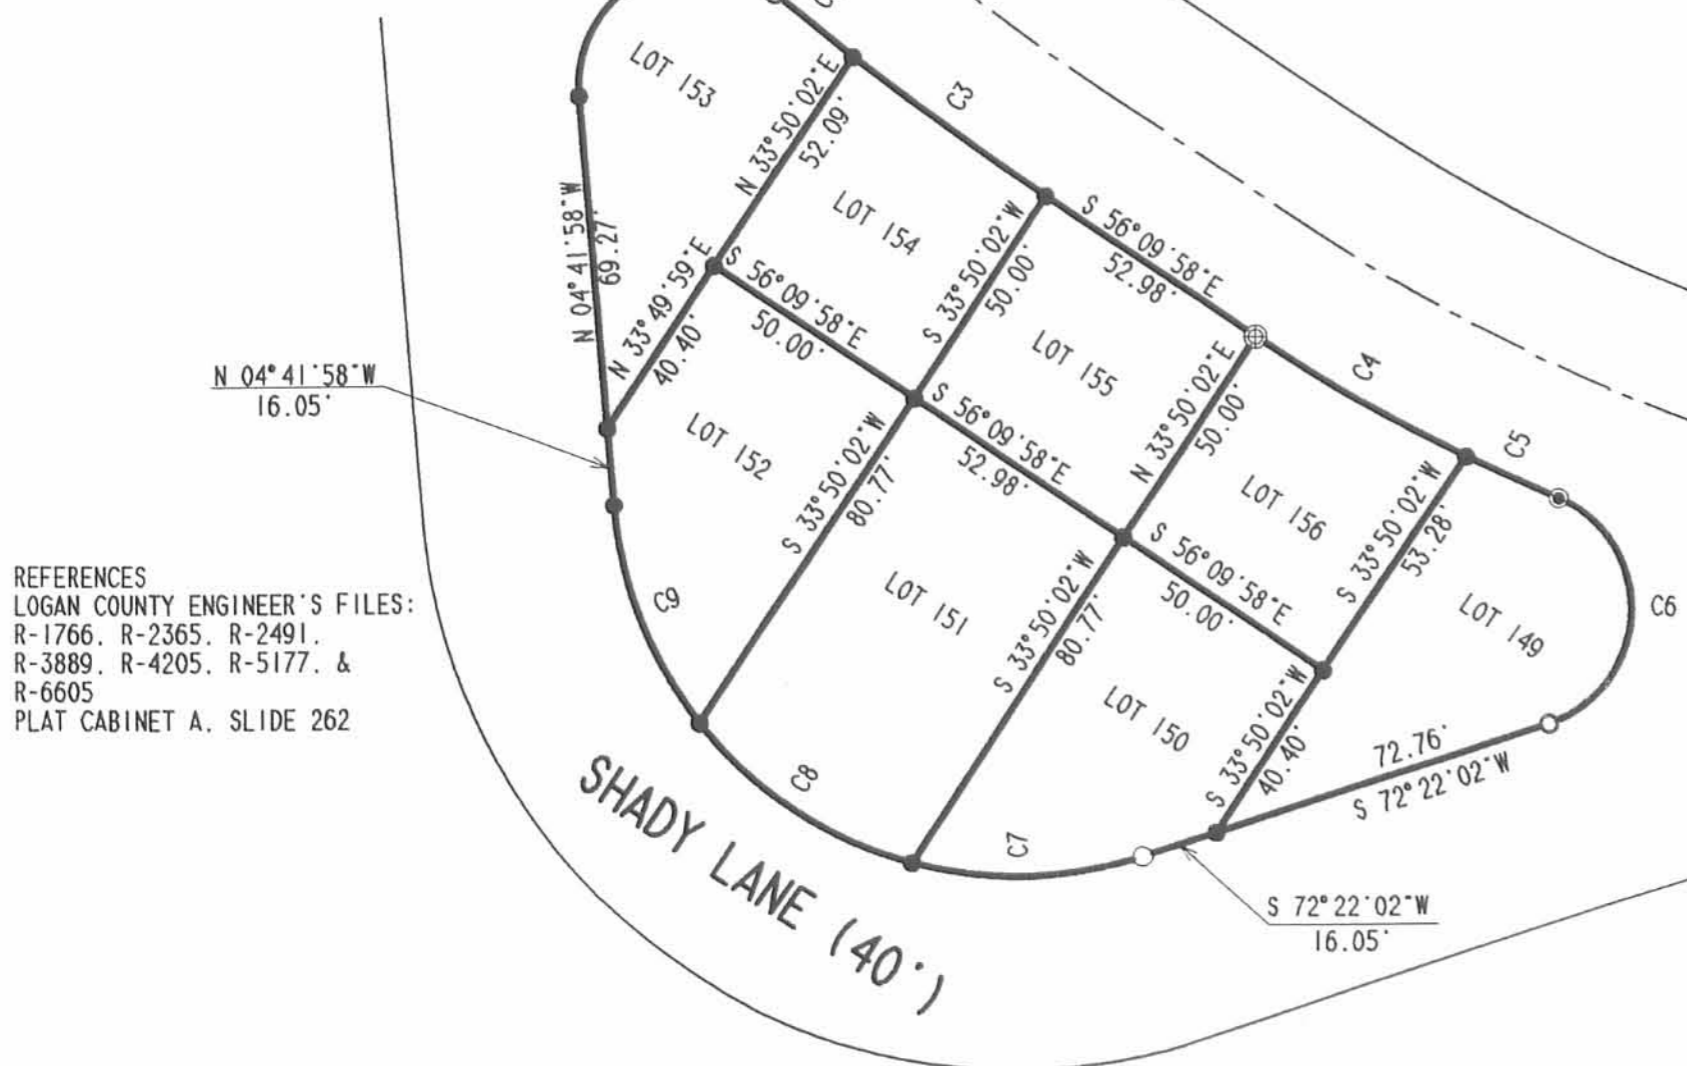 LOT 153
N 33°50'02"E
52.09'
C3
N 04°41'58"W
69.27'
LOT 154
S 33°50'02"W
50.00'
S 56°09'58"E
52.98'
N 33°49'59"E
40.40'
S 56°09'58"E
50.00'
LOT 155
N 33°50'02"E
50.00'
C4
N 04°41'58"W
16.05'
LOT 152
S 33°50'02"W
80.77'
S 56°09'58"E
52.98'
C5
LOT 156
S 33°50'02"W
53.28'
S 56°09'58"E
50.00'
C6
LOT 149
REFERENCES
LOGAN COUNTY ENGINEER'S FILES:
R-1766, R-2365, R-2491,
R-3889, R-4205, R-5177, &
R-6605
PLAT CABINET A, SLIDE 262
C9
LOT 151
S 33°50'02"W
80.77'
LOT 150
S 33°50'02"W
40.40'
72.76'
S 72°22'02"W
C8
C7
SHADY LANE (40')
S 72°22'02"W
16.05'